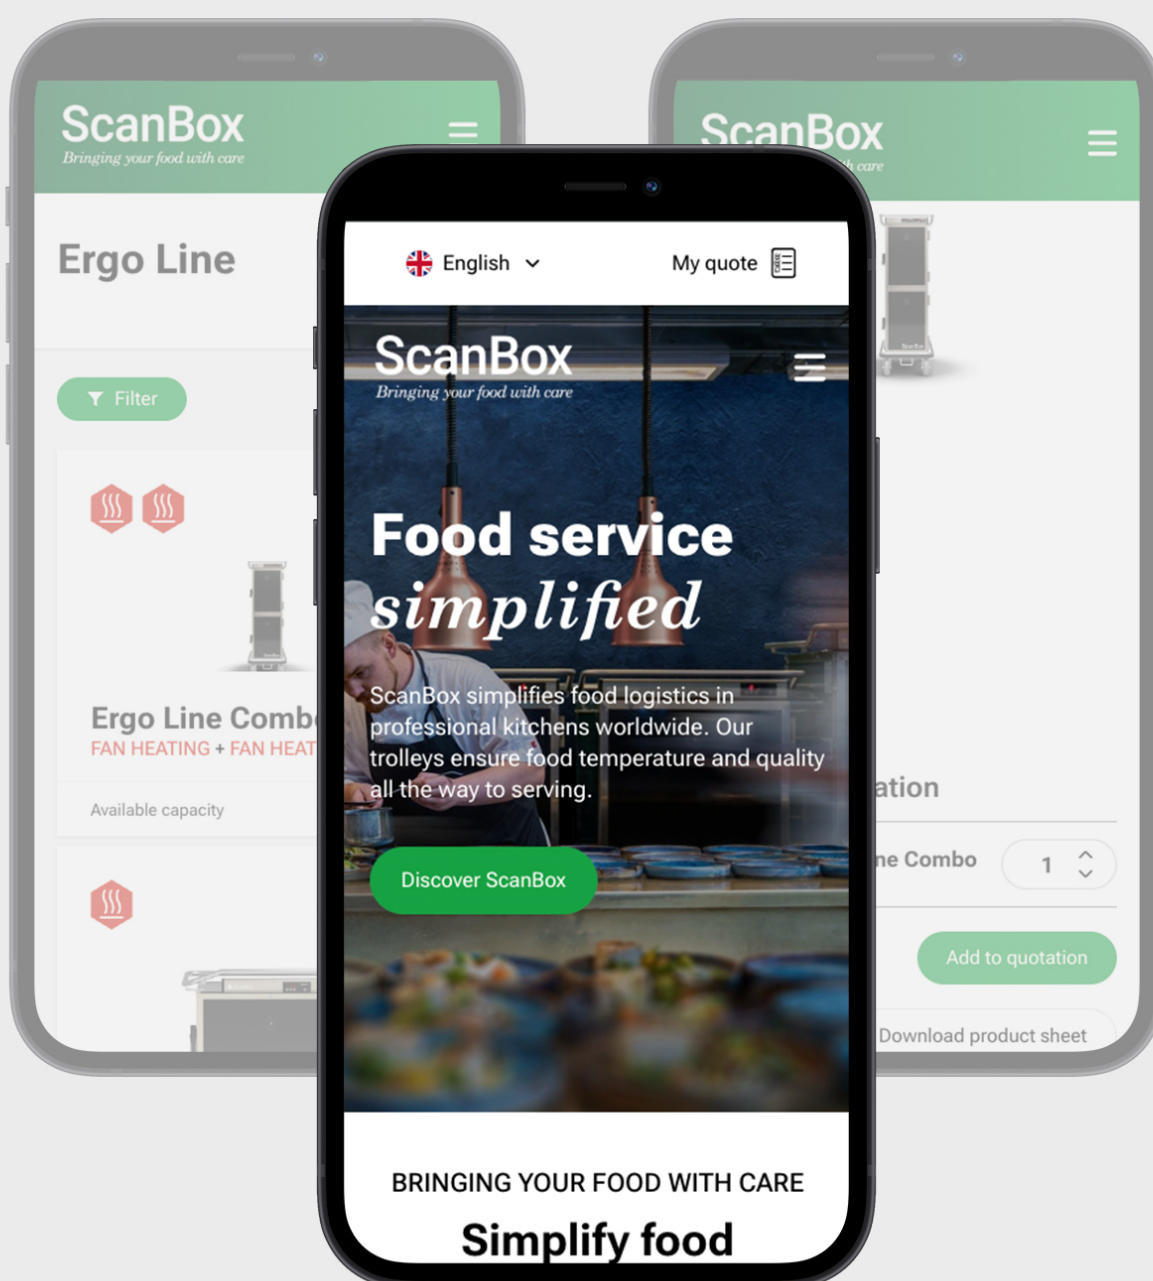 ScanBox
Bringing your food with care
Ergo Line
Filter
Ergo Line Comb
FAN HEATING + FAN HEAT
Available capacity
English
My quote
ScanBox
Bringing your food with care
Food service
simplified
ScanBox simplifies food logistics in
professional kitchens worldwide. Our
trolleys ensure food temperature and quality
all the way to serving.
Discover ScanBox
BRINGING YOUR FOOD WITH CARE
Simplify food
ScanBox
th care
ation
ne Combo
1
Add to quotation
Download product sheet